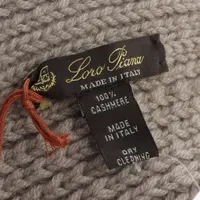 Loro Piana
MADE IN ITALY
100%
CASHMERE
MADE
IN ITALY
DRY
CLEANING